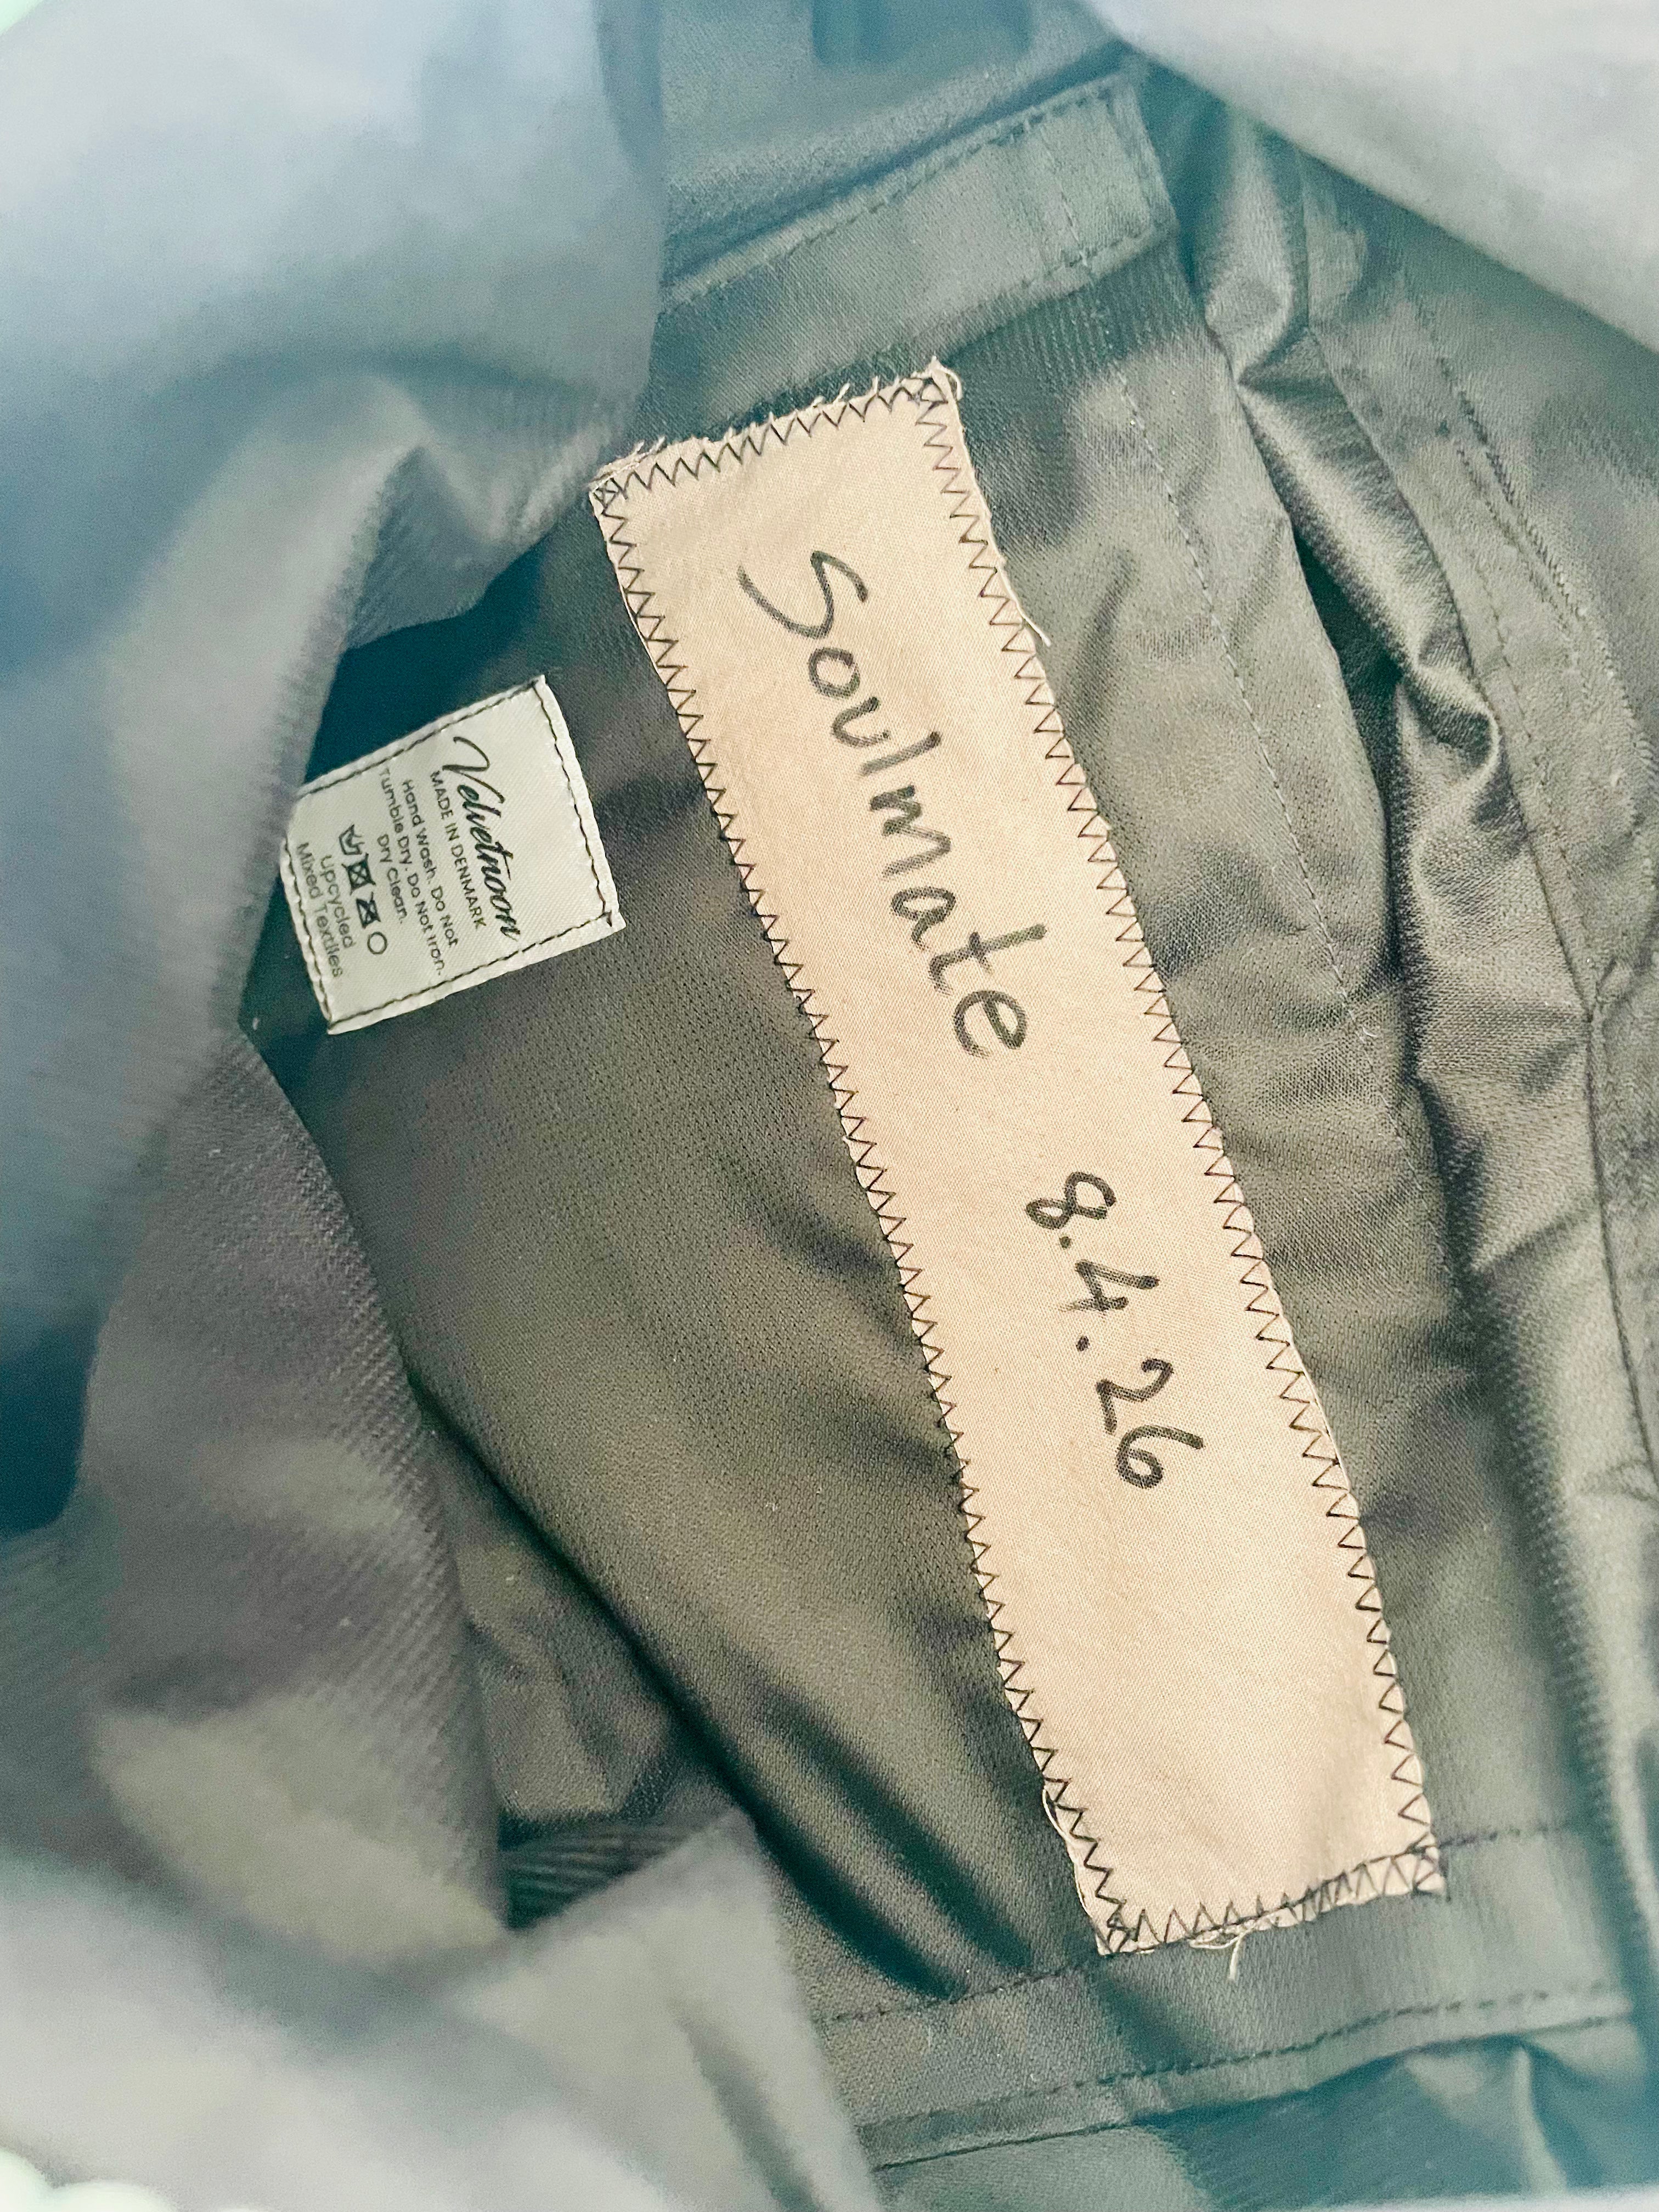 Soulmate 8.4.26
Velvetmoon
MADE IN DENMARK
Hand Wash. Do Not
Tumble Dry. Do Not Iron.
Dry Clean.
Upcycled
Mixed Textiles